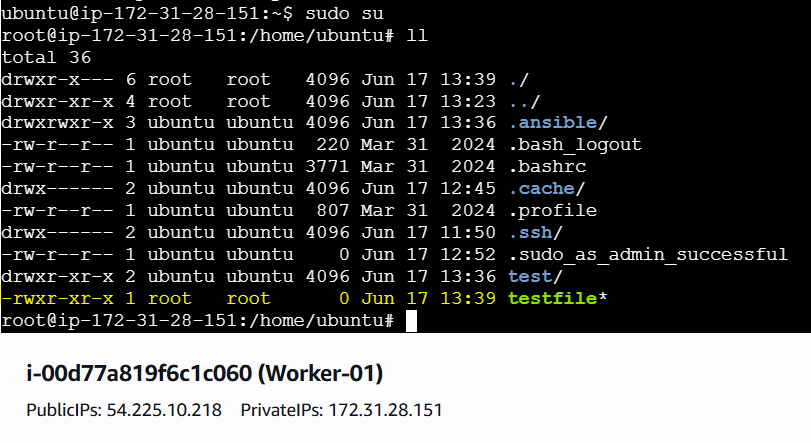 ubuntu@ip-172-31-28-151:~$ sudo su
root@ip-172-31-28-151:/home/ubuntu# ll
total 36
drwxr-x--- 6 root   root   4096 Jun 17 13:39 ./
drwxr-xr-x 4 root   root   4096 Jun 17 13:23 ../
drwxrwxr-x 3 ubuntu ubuntu 4096 Jun 17 13:36 .ansible/
-rw-r--r-- 1 ubuntu ubuntu  220 Mar 31  2024 .bash_logout
-rw-r--r-- 1 ubuntu ubuntu 3771 Mar 31  2024 .bashrc
drwx------ 2 ubuntu ubuntu 4096 Jun 17 12:45 .cache/
-rw-r--r-- 1 ubuntu ubuntu  807 Mar 31  2024 .profile
drwx------ 2 ubuntu ubuntu 4096 Jun 17 11:50 .ssh/
-rw-r--r-- 1 ubuntu ubuntu    0 Jun 17 12:52 .sudo_as_admin_successful
drwxr-xr-x 2 ubuntu ubuntu 4096 Jun 17 13:36 test/
-rwxr-xr-x 1 root   root      0 Jun 17 13:39 testfile*
root@ip-172-31-28-151:/home/ubuntu#
i-00d77a819f6c1c060 (Worker-01)
PublicIPs: 54.225.10.218    PrivateIPs: 172.31.28.151